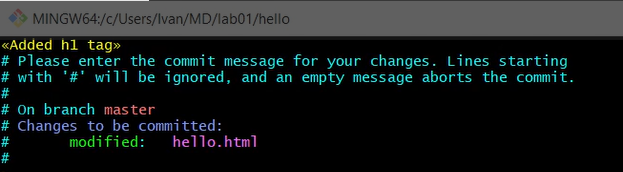 MINGW64:/c/Users/Ivan/MD/lab01/hello
«Added h1 tag»
# Please enter the commit message for your changes. Lines starting
# with '#' will be ignored, and an empty message aborts the commit.
#
# On branch master
# Changes to be committed:
#       modified:   hello.html
#